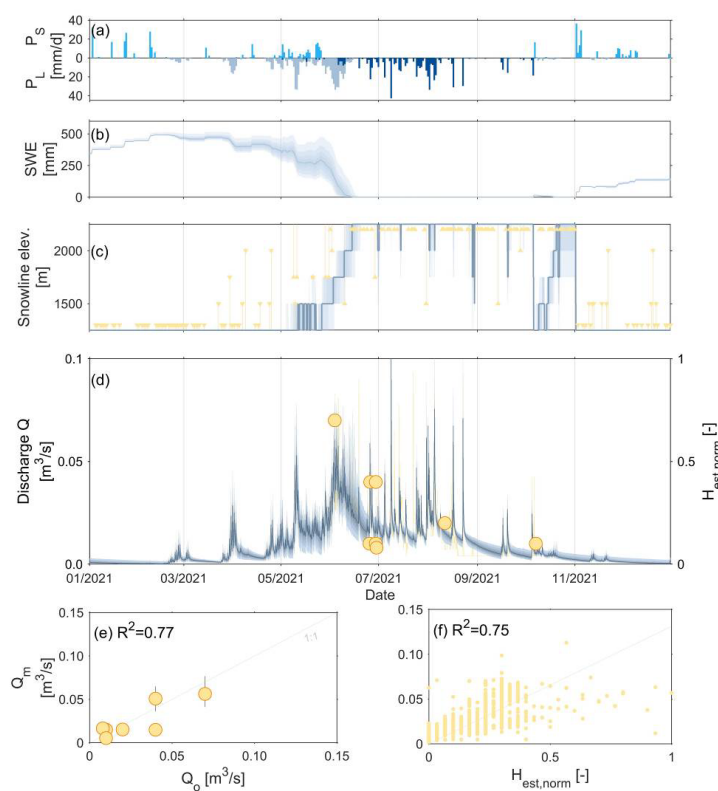 (a)
P_S
P_L
[mm/d]
40
20
0
20
40
(b)
SWE
[mm]
500
0
(c)
Snowline elev.
[m]
2000
1500
(d)
Discharge Q
[m³/s]
0.1
0.05
0.0
1
0.5
0
H_est,norm [-]
01/2021 03/2021 05/2021 07/2021 09/2021 11/2021
Date
(e) R²=0.77
1:1
Q_m
[m³/s]
0.15
0.10
0.05
0.00
0 0.05 0.10 0.15
Q_o [m³/s]
(f) R²=0.75
0.15
0.10
0.05
0.00
0 0.5 1
H_est,norm [-]